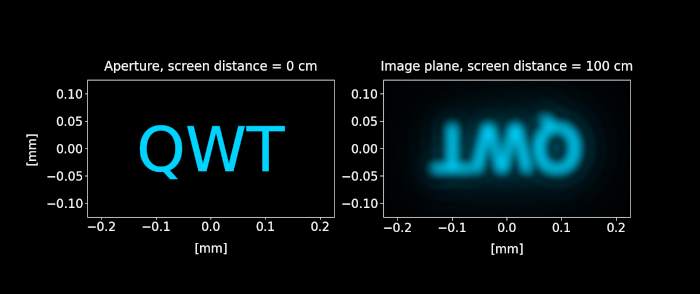 Aperture, screen distance = 0 cm
[mm]
0.10
0.05
0.00
−0.05
−0.10
QWT
−0.2 −0.1 0.0 0.1 0.2
[mm]
Image plane, screen distance = 100 cm
0.10
0.05
0.00
−0.05
−0.10
QWT
−0.2 −0.1 0.0 0.1 0.2
[mm]